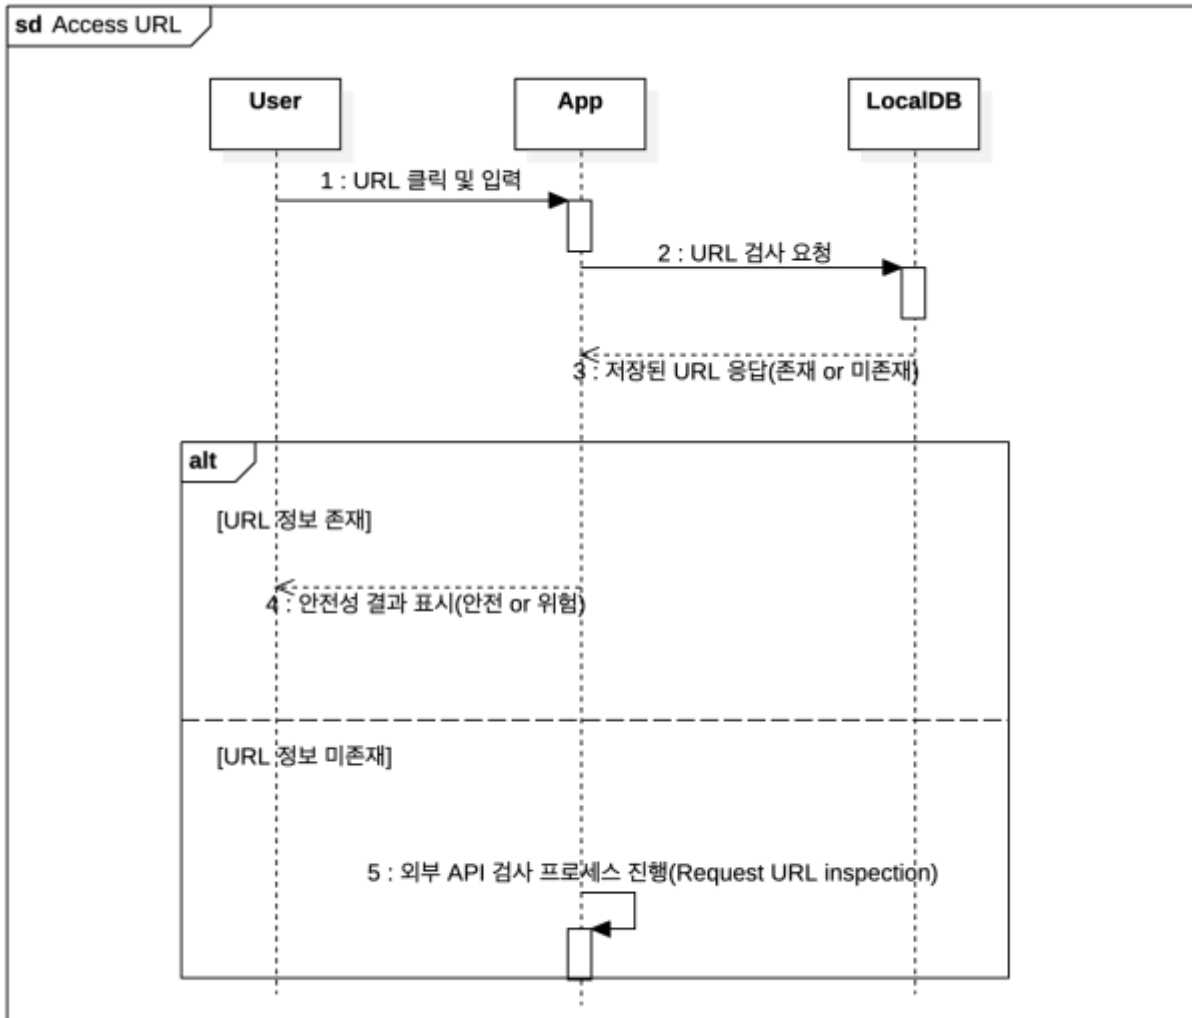 sd Access URL
User
App
LocalDB
1 : URL 클릭 및 입력
2 : URL 검사 요청
3 : 저장된 URL 응답(존재 or 미존재)
alt
[URL 정보 존재]
4 : 안전성 결과 표시(안전 or 위험)
[URL 정보 미존재]
5 : 외부 API 검사 프로세스 진행(Request URL inspection)